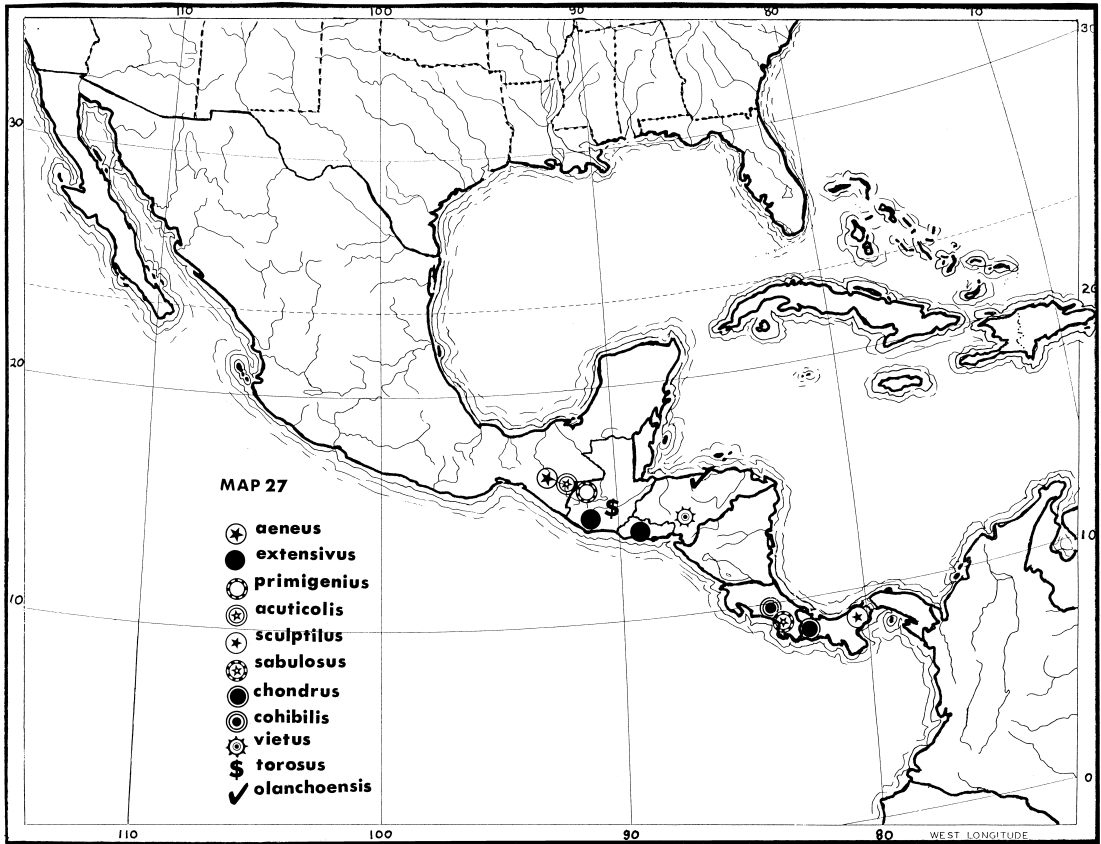 110 100 90 80 70
30
30
20
20
MAP 27
aeneus
extensivus
primigenius
acuticolis
sculptilus
sabulosus
chondrus
cohibilis
vietus
$ torosus
olanchoensis
$
10
10
0
110 100 90 80
WEST LONGITUDE